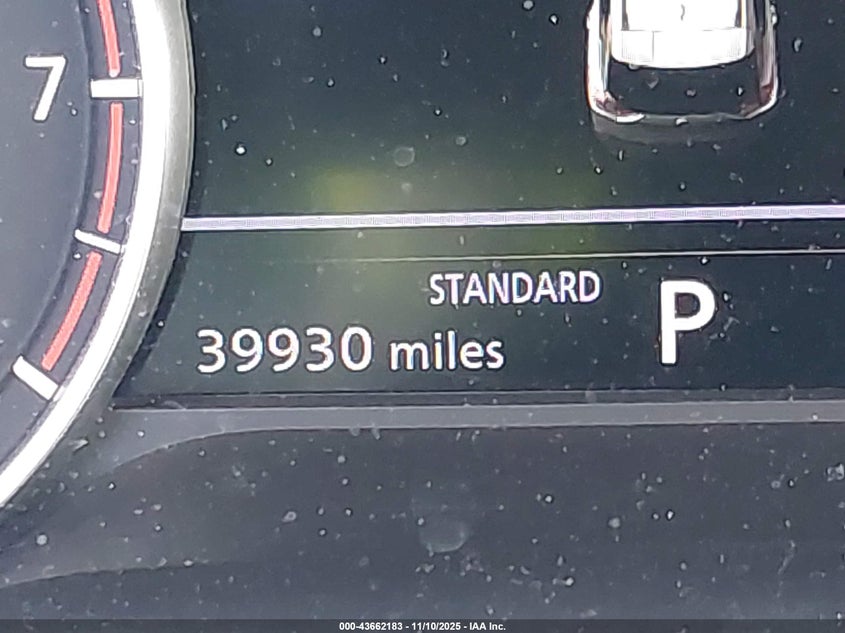 7
STANDARD
P
39930 miles
000-43662183 - 11/10/2025 - IAA Inc.